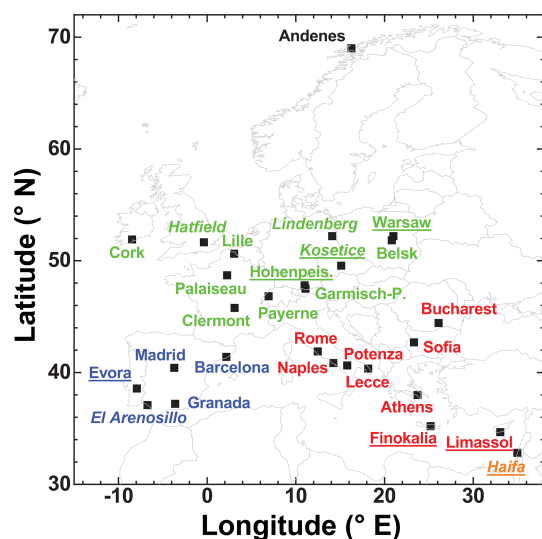 70
Andenes
60
Latitude (° N)
Hatfield
Lindenberg
Warsaw
Cork
Lille
Kosetice
Belsk
50
Hohenpeis.
Palaiseau
Garmisch-P.
Clermont
Payerne
Bucharest
Rome
Sofia
Madrid
Potenza
40
Barcelona
Naples
Evora
Lecce
El Arenosillo
Granada
Athens
Finokalia
Limassol
Haifa
30
-10 0 10 20 30
Longitude (° E)